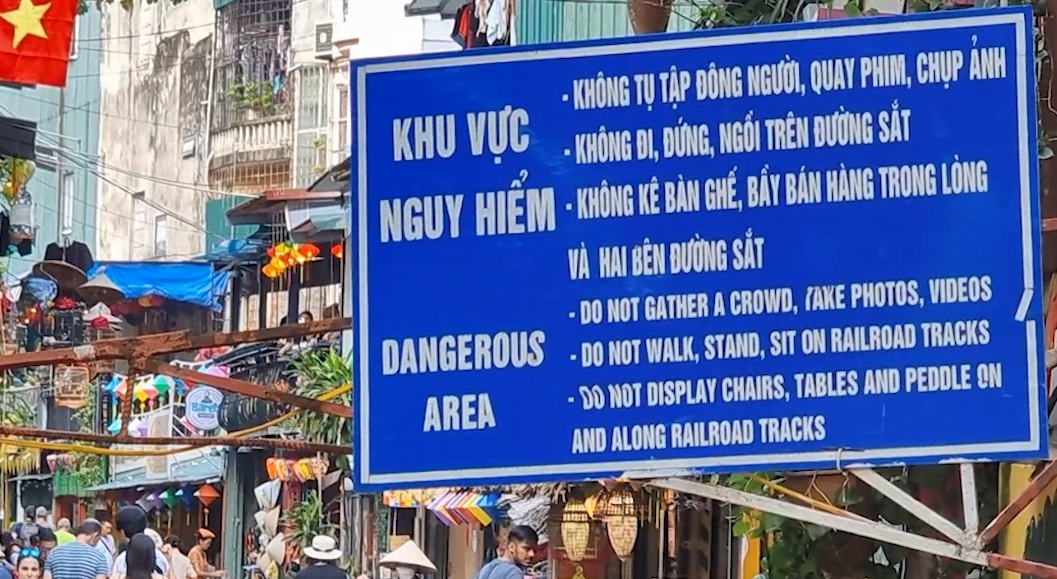 KHU VỰC
NGUY HIỂM
- KHÔNG TỤ TẬP ĐÔNG NGƯỜI, QUAY PHIM, CHỤP ẢNH
- KHÔNG ĐI, ĐỨNG, NGỒI TRÊN ĐƯỜNG SẮT
- KHÔNG KÊ BÀN GHẾ, BẦY BÁN HÀNG TRONG LÒNG
VÀ HAI BÊN ĐƯỜNG SẮT
DANGEROUS
AREA
- DO NOT GATHER A CROWD, TAKE PHOTOS, VIDEOS
- DO NOT WALK, STAND, SIT ON RAILROAD TRACKS
- DO NOT DISPLAY CHAIRS, TABLES AND PEDDLE ON
AND ALONG RAILROAD TRACKS